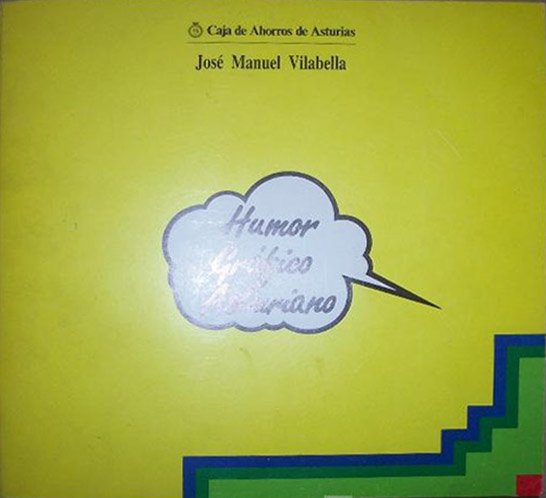 Caja de Ahorros de Asturias
José Manuel Vilabella
Humor
Gráfico
Asturiano